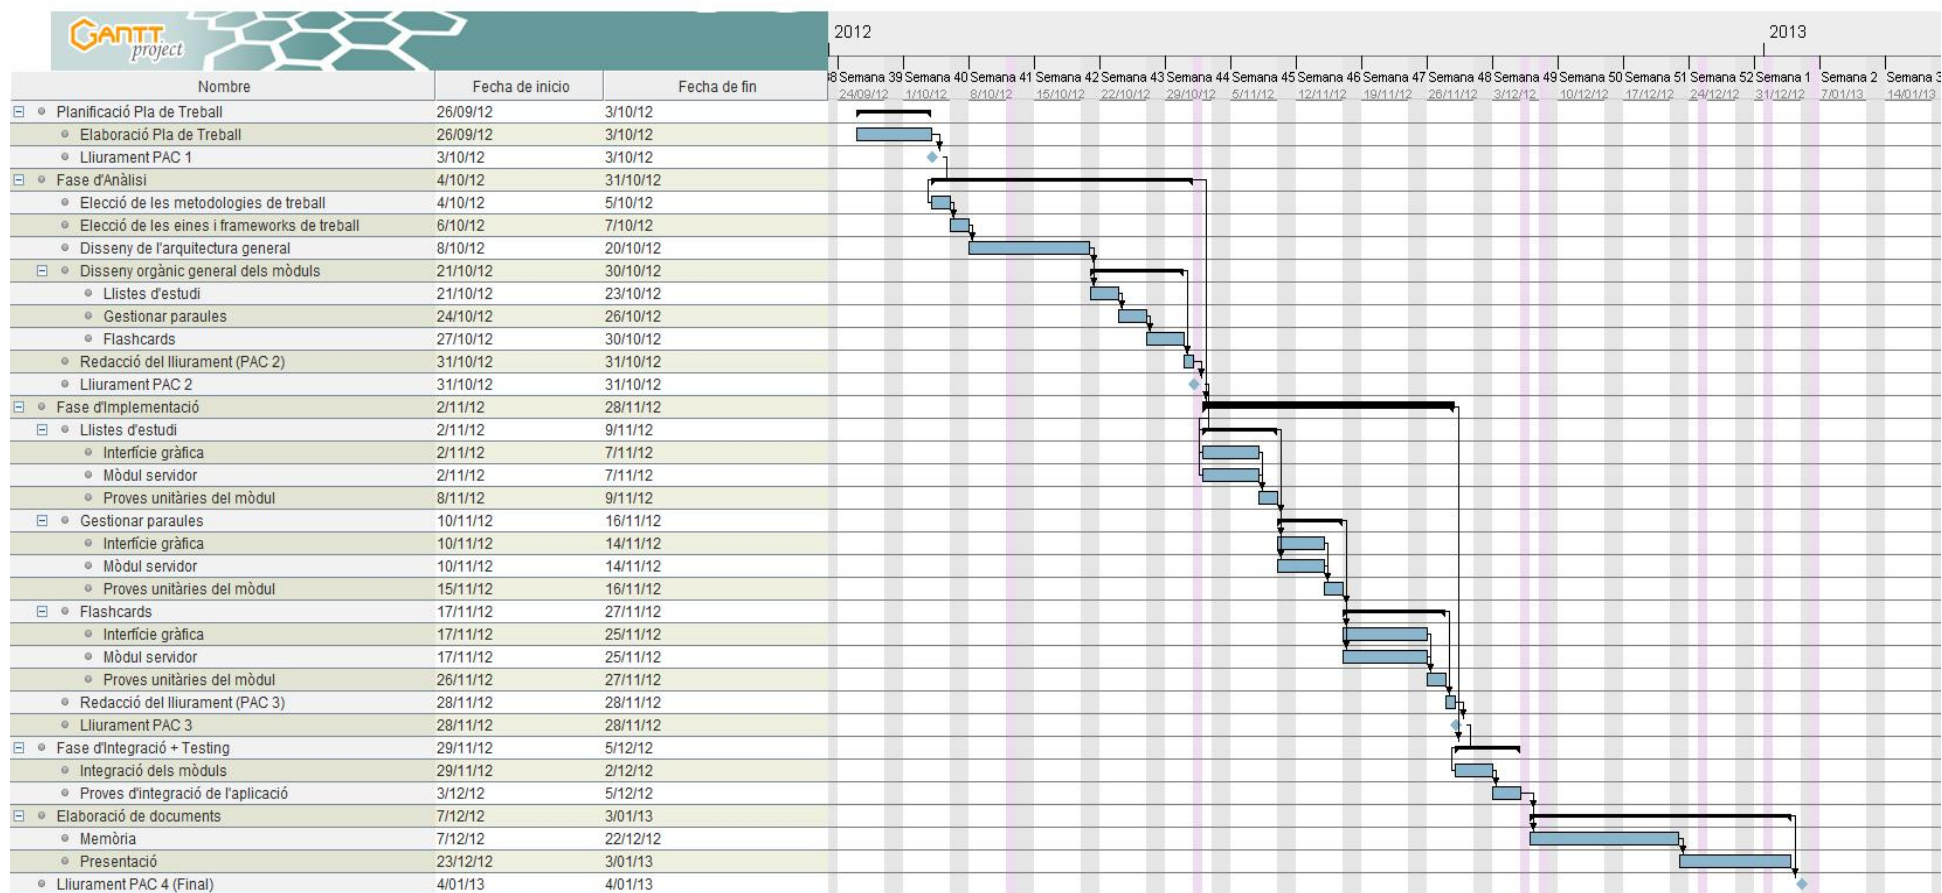 GANTT
project
2012 2013
8 Semana 39 Semana 40 Semana 41 Semana 42 Semana 43 Semana 44 Semana 45 Semana 46 Semana 47 Semana 48 Semana 49 Semana 50 Semana 51 Semana 52 Semana 1 Semana 2 Semana 3
Nombre Fecha de inicio Fecha de fin
24/09/12 1/10/12 8/10/12 15/10/12 22/10/12 29/10/12 5/11/12 12/11/12 19/11/12 26/11/12 3/12/12 10/12/12 17/12/12 24/12/12 31/12/12 7/01/13 14/01/13
Planificació Pla de Treball 26/09/12 3/10/12
Elaboració Pla de Treball 26/09/12 3/10/12
Lliurament PAC 1 3/10/12 3/10/12
Fase d'Anàlisi 4/10/12 31/10/12
Elecció de les metodologies de treball 4/10/12 5/10/12
Elecció de les eines i frameworks de treball 6/10/12 7/10/12
Disseny de l'arquitectura general 8/10/12 20/10/12
Disseny orgànic general dels mòduls 21/10/12 30/10/12
Llistes d'estudi 21/10/12 23/10/12
Gestionar paraules 24/10/12 26/10/12
Flashcards 27/10/12 30/10/12
Redacció del lliurament (PAC 2) 31/10/12 31/10/12
Lliurament PAC 2 31/10/12 31/10/12
Fase d'Implementació 2/11/12 28/11/12
Llistes d'estudi 2/11/12 9/11/12
Interfície gràfica 2/11/12 7/11/12
Mòdul servidor 2/11/12 7/11/12
Proves unitàries del mòdul 8/11/12 9/11/12
Gestionar paraules 10/11/12 16/11/12
Interfície gràfica 10/11/12 14/11/12
Mòdul servidor 10/11/12 14/11/12
Proves unitàries del mòdul 15/11/12 16/11/12
Flashcards 17/11/12 27/11/12
Interfície gràfica 17/11/12 25/11/12
Mòdul servidor 17/11/12 25/11/12
Proves unitàries del mòdul 26/11/12 27/11/12
Redacció del lliurament (PAC 3) 28/11/12 28/11/12
Lliurament PAC 3 28/11/12 28/11/12
Fase d'Integració + Testing 29/11/12 5/12/12
Integració dels mòduls 29/11/12 2/12/12
Proves d'integració de l'aplicació 3/12/12 5/12/12
Elaboració de documents 7/12/12 3/01/13
Memòria 7/12/12 22/12/12
Presentació 23/12/12 3/01/13
Lliurament PAC 4 (Final) 4/01/13 4/01/13